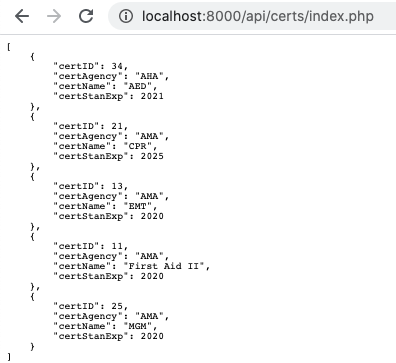 localhost:8000/api/certs/index.php
[
    {
        "certID": 34,
        "certAgency": "AHA",
        "certName": "AED",
        "certStanExp": 2021
    },
    {
        "certID": 21,
        "certAgency": "AMA",
        "certName": "CPR",
        "certStanExp": 2025
    },
    {
        "certID": 13,
        "certAgency": "AMA",
        "certName": "EMT",
        "certStanExp": 2020
    },
    {
        "certID": 11,
        "certAgency": "AMA",
        "certName": "First Aid II",
        "certStanExp": 2020
    },
    {
        "certID": 25,
        "certAgency": "AMA",
        "certName": "MGM",
        "certStanExp": 2020
    }
]